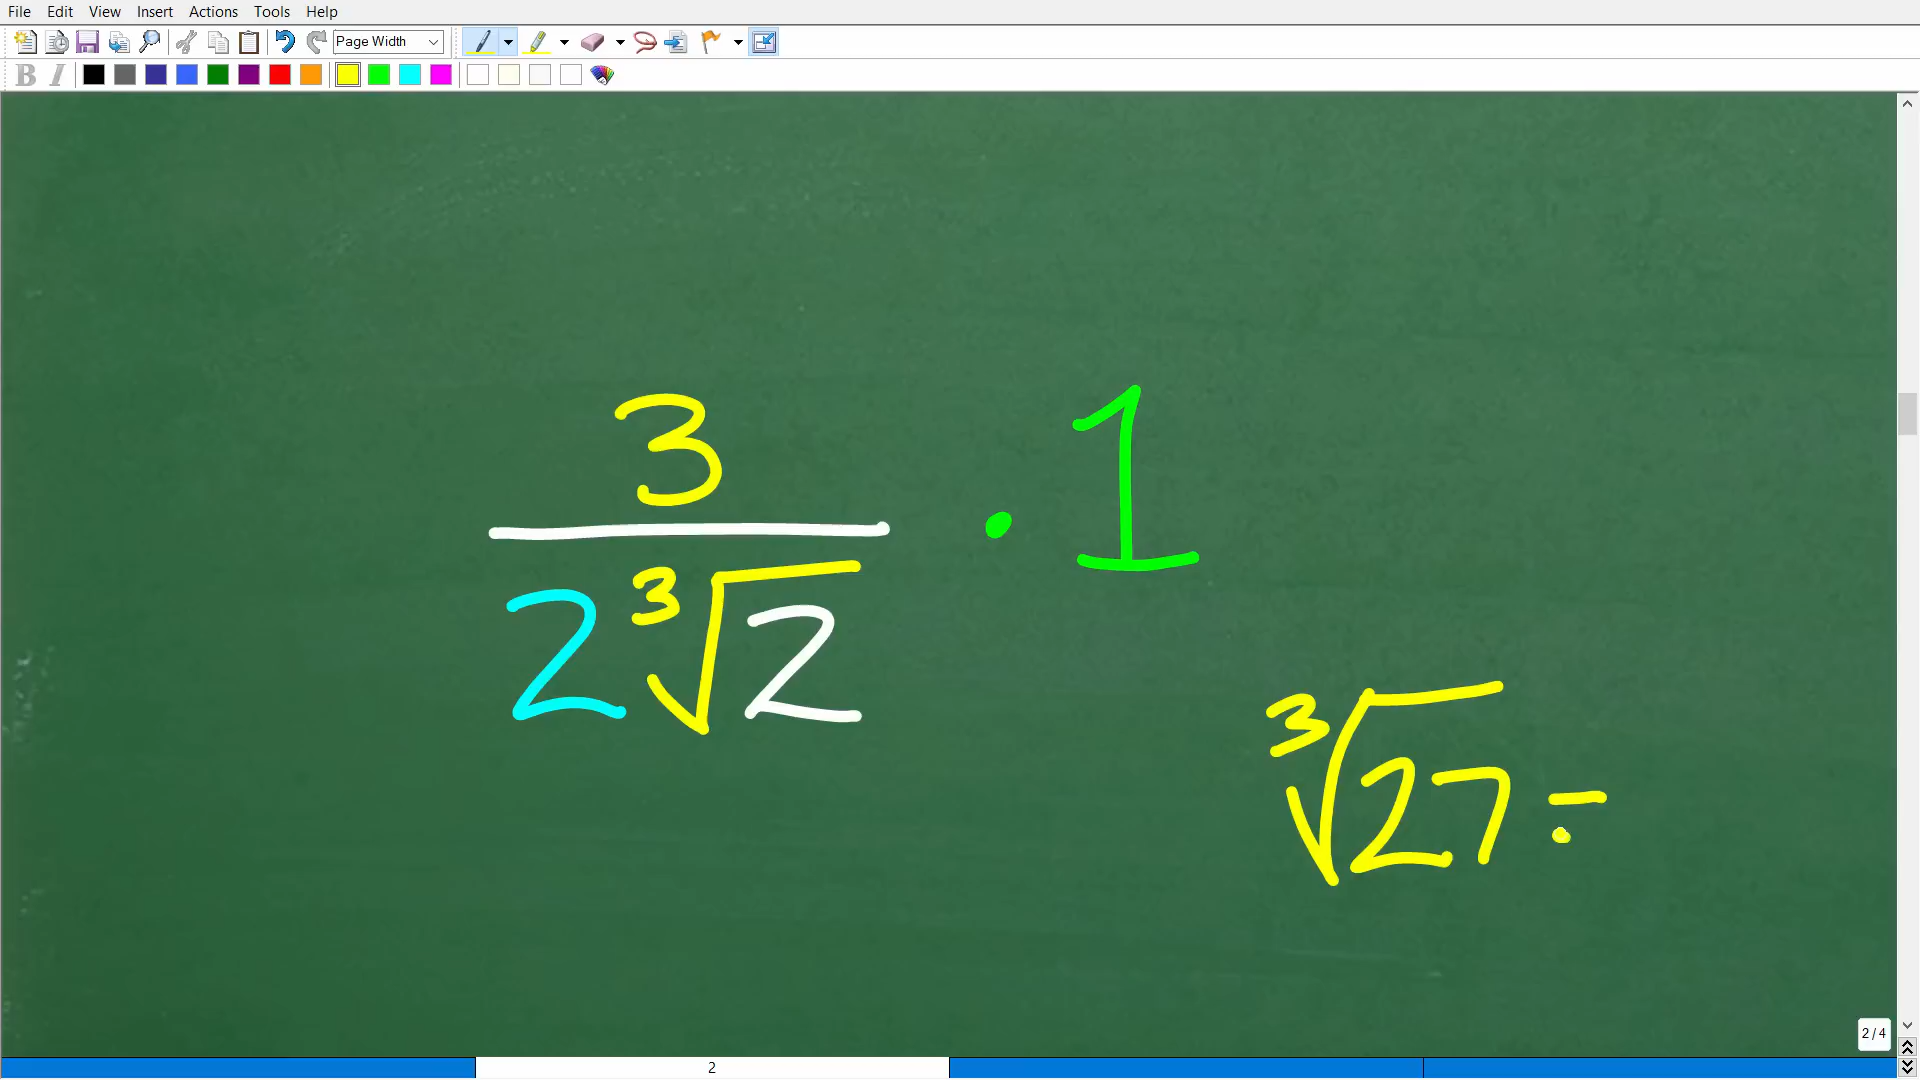 File Edit View Insert Actions Tools Help
Page Width
B I
3
2∛2 · 1
∛27 =
2 / 4
2